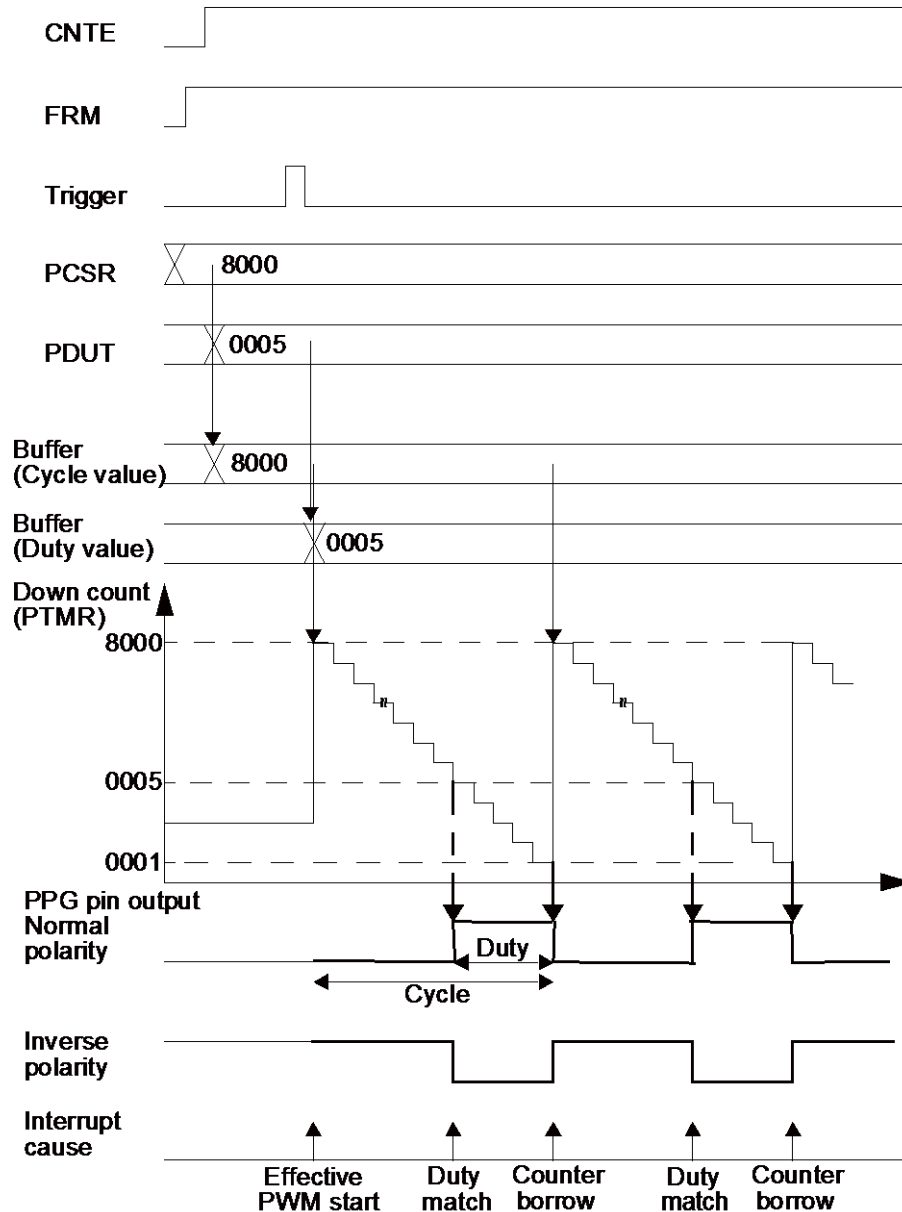 CNTE
FRM
Trigger
PCSR
8000
PDUT
0005
Buffer
(Cycle value)
8000
Buffer
(Duty value)
0005
Down count
(PTMR)
8000
0005
0001
PPG pin output
Normal
polarity
Duty
Cycle
Inverse
polarity
Interrupt
cause
Effective
PWM start
Duty
match
Counter
borrow
Duty
match
Counter
borrow